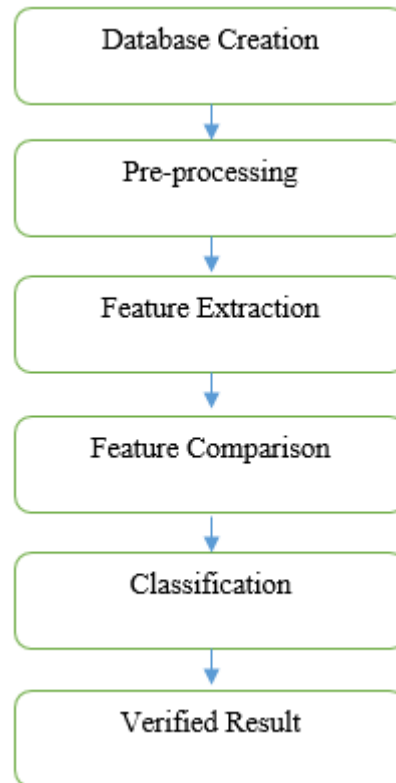 Database Creation
Pre-processing
Feature Extraction
Feature Comparison
Classification
Verified Result